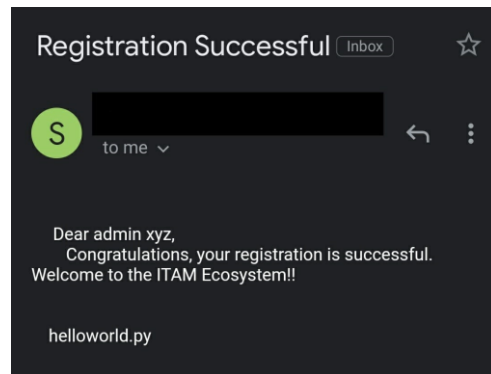 Registration Successful Inbox
S
to me
Dear admin xyz,
Congratulations, your registration is successful.
Welcome to the ITAM Ecosystem!!
helloworld.py